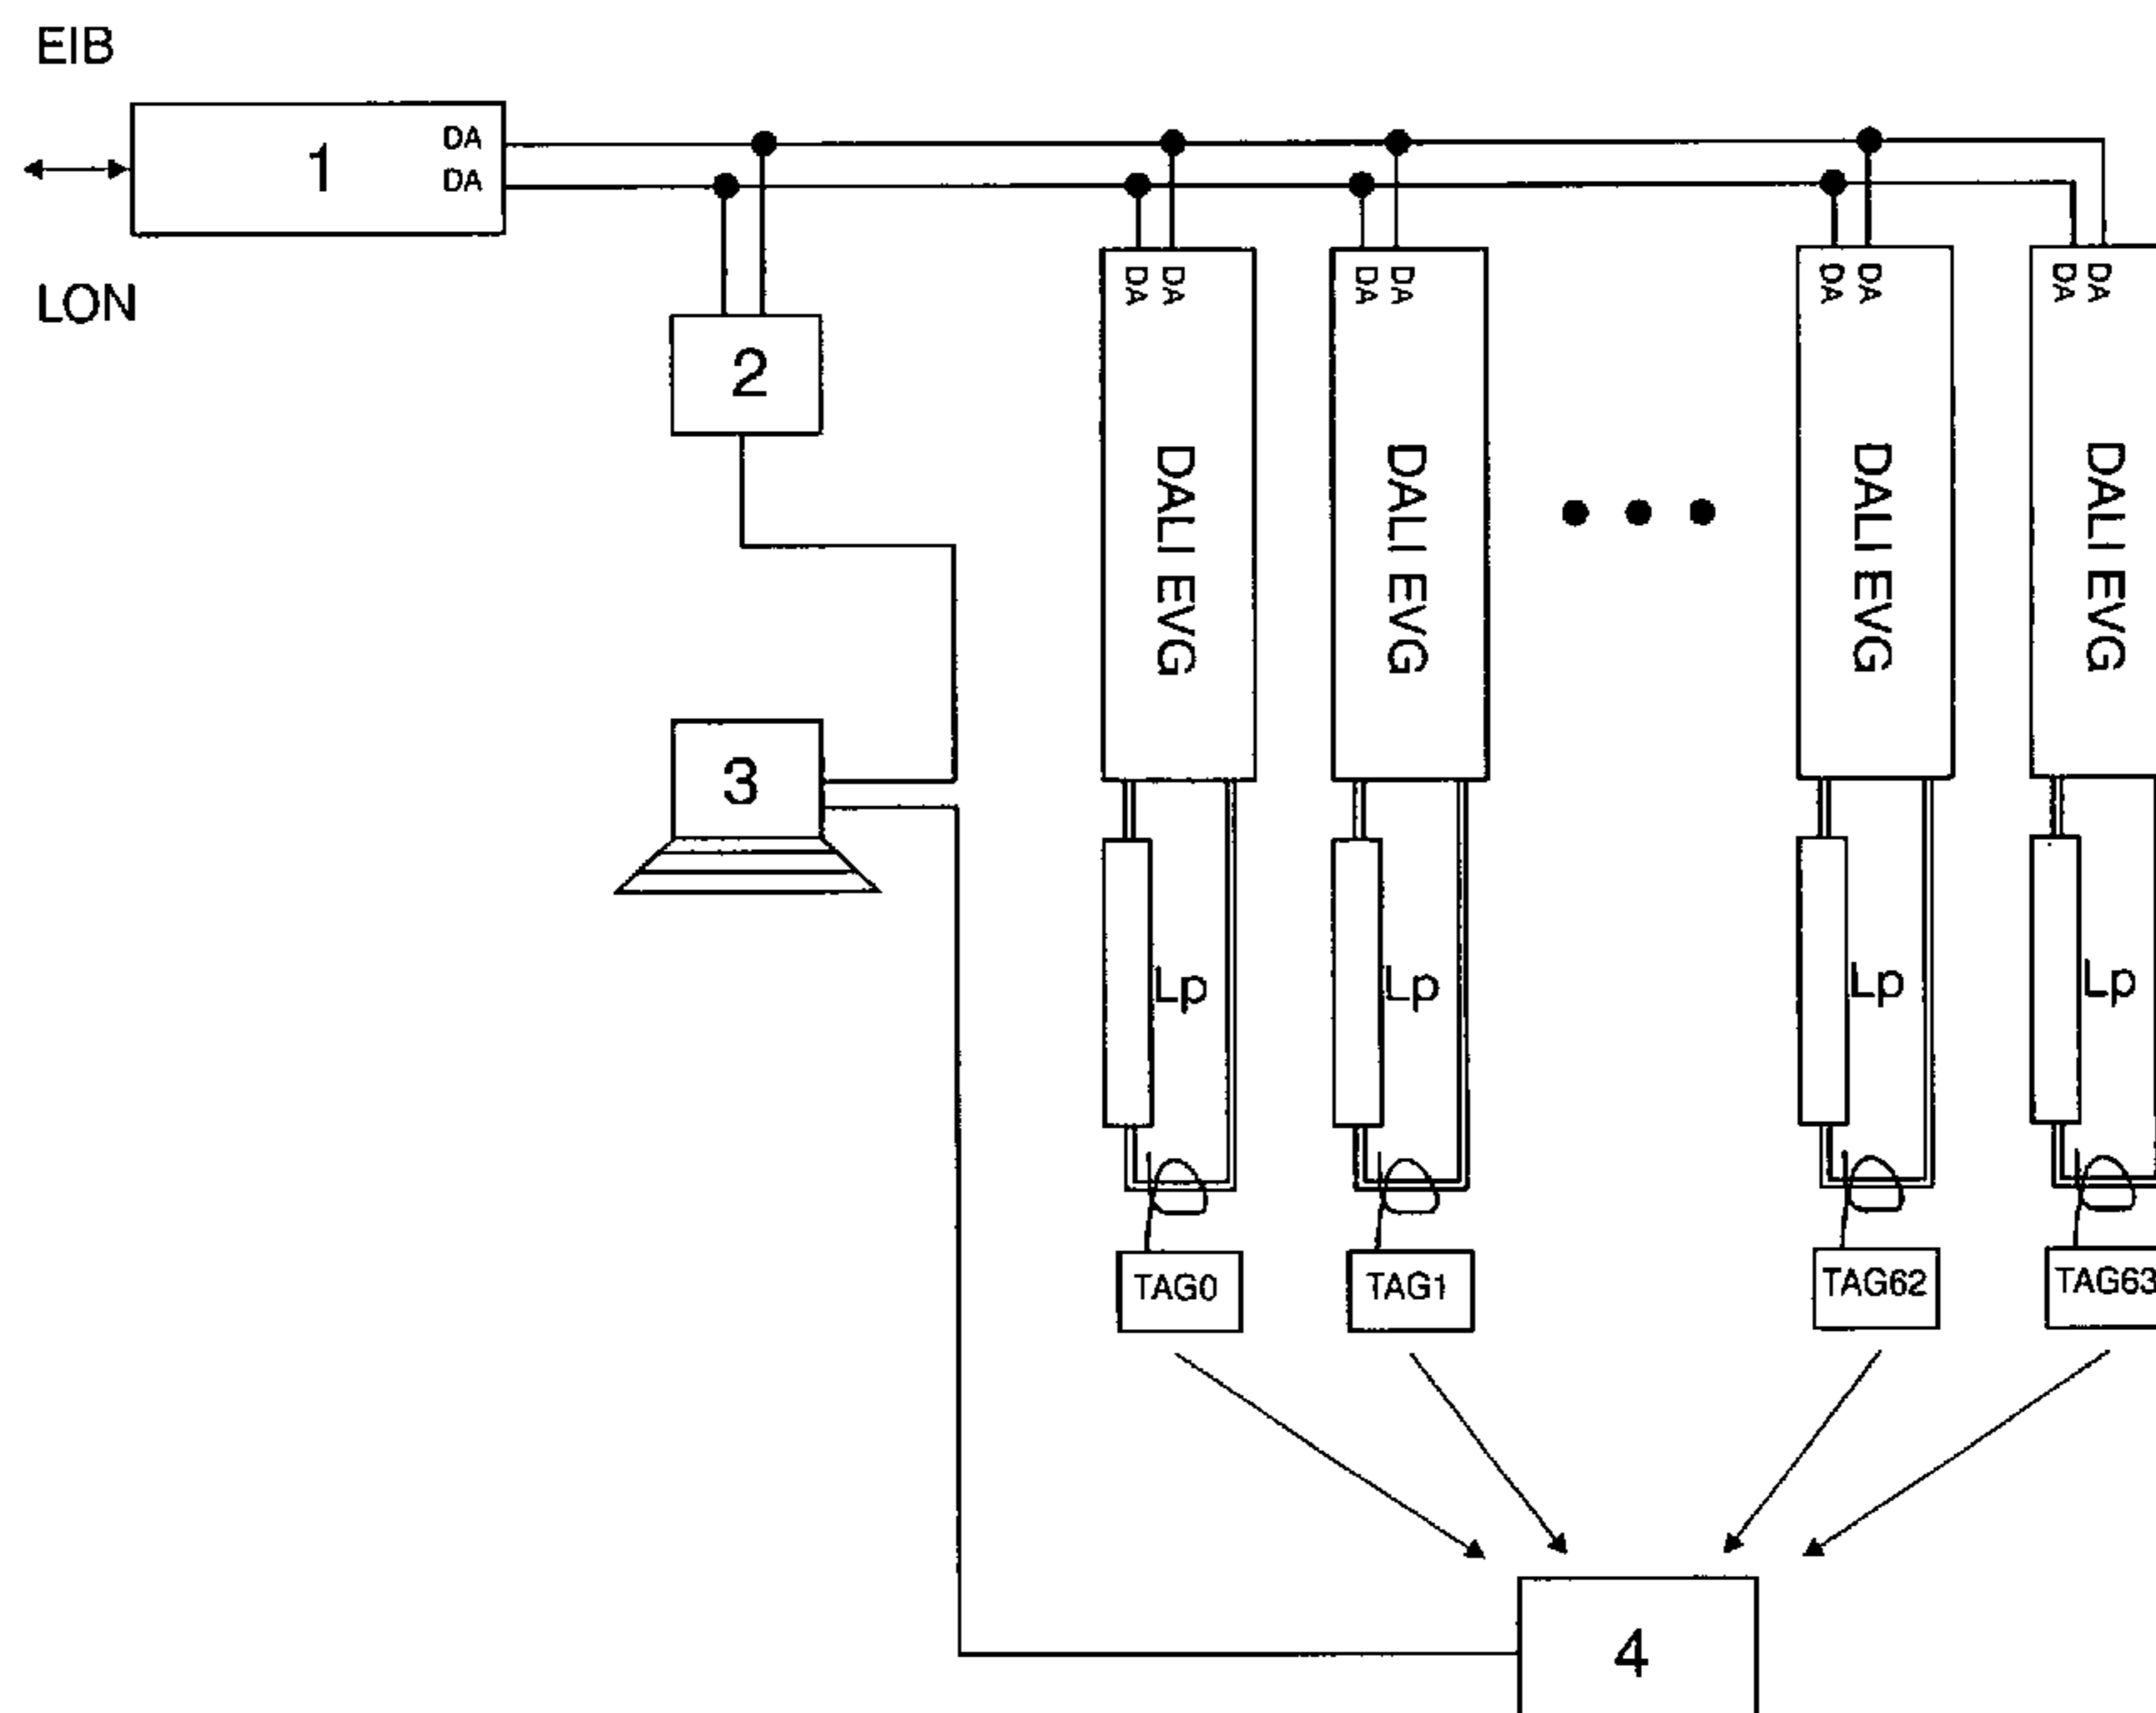 EIB
1
DA
DA
LON
2
DA DA
DA DA
DA DA
DA DA
DALI EVG
DALI EVG
DALI EVG
DALI EVG
3
Lp
Lp
Lp
Lp
TAG0
TAG1
TAG62
TAG63
4